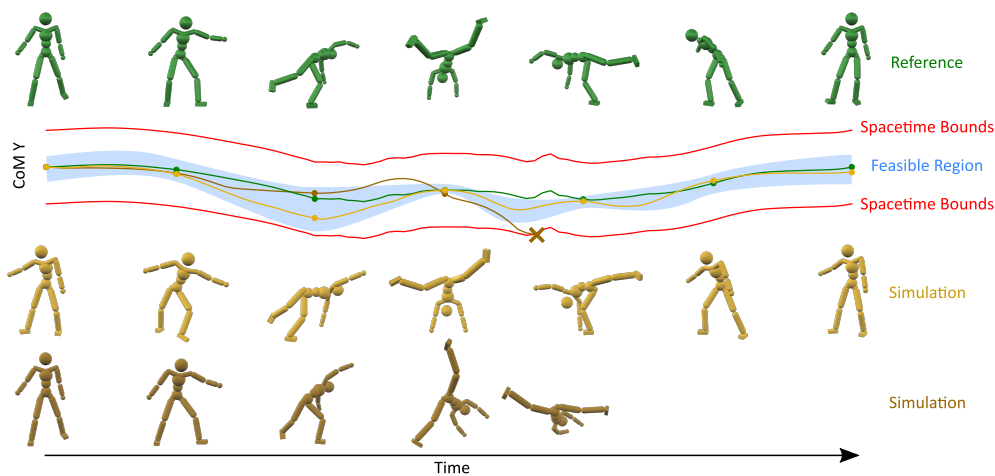 Reference
Spacetime Bounds
CoM Y
Feasible Region
Spacetime Bounds
Simulation
Simulation
Time